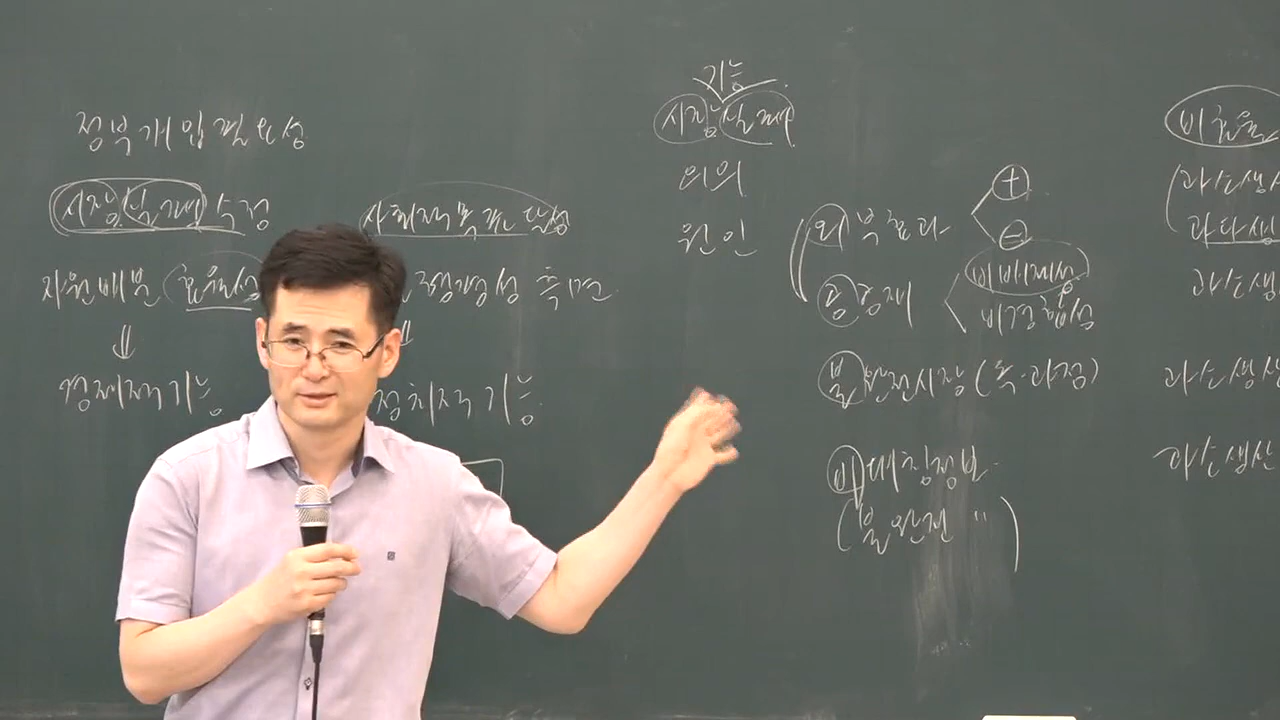 정부개입필요성
시장실패 수정
자원배분 효율성
⇓
경제적 기능
사회적 목표 달성
형평성 측면
⇓
정치적 기능
기능
시장실패
의의
원인
외부효과
+
-
공공재
비배제성
비경합성
불완전시장(독·과점)
비대칭정보
(불완전 〃)
비효율
과소생산
과다생산
과소생
과소생산
과소생산